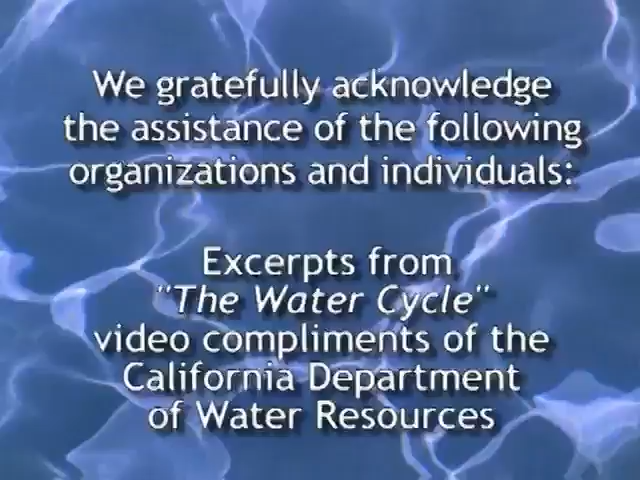 We gratefully acknowledge
the assistance of the following
organizations and individuals:
Excerpts from
"The Water Cycle"
video compliments of the
California Department
of Water Resources